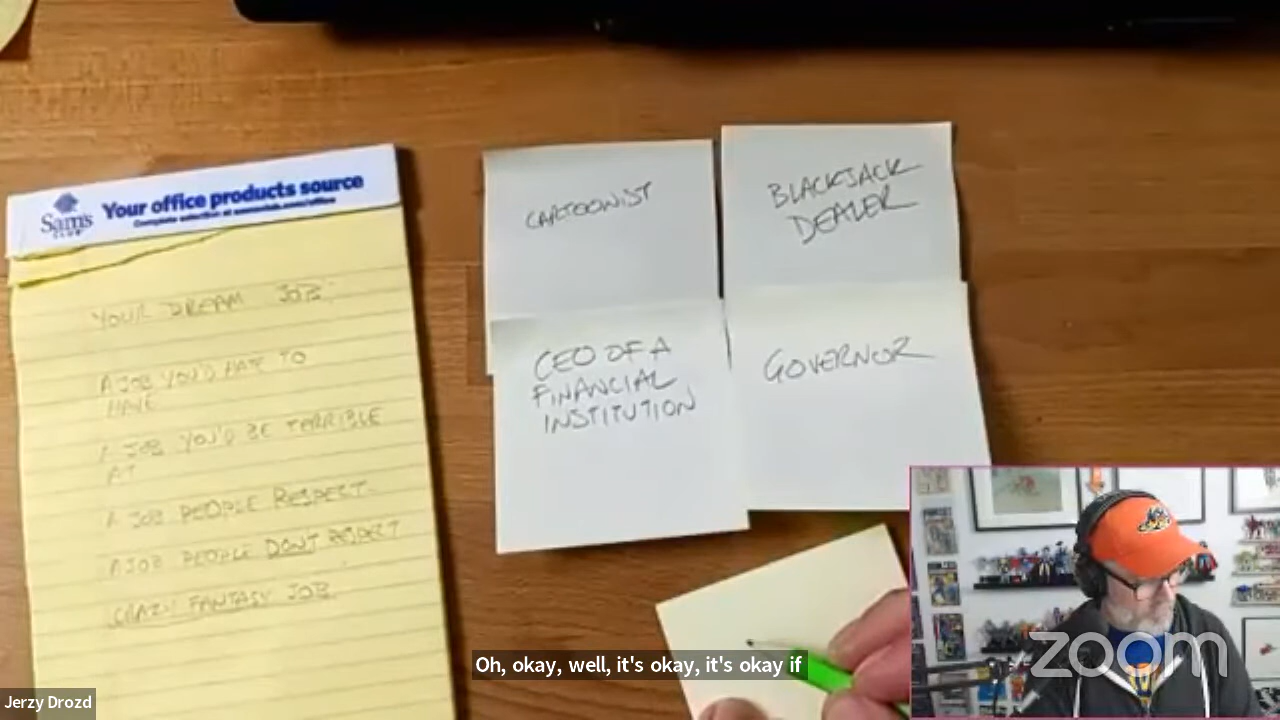 Sam's
CLUB
Your office products source
YOUR DREAM JOB
A JOB YOU'D HATE TO
HAVE
A JOB YOU'D BE TERRIBLE
AT
A JOB PEOPLE RESPECT
A JOB PEOPLE DON'T RESPECT
CRAZY FANTASY JOB
CARTOONIST
BLACKJACK
DEALER
CEO OF A
FINANCIAL
INSTITUTION
GOVERNOR
Oh, okay, well, it's okay, it's okay if
Jerzy Drozd
zoom